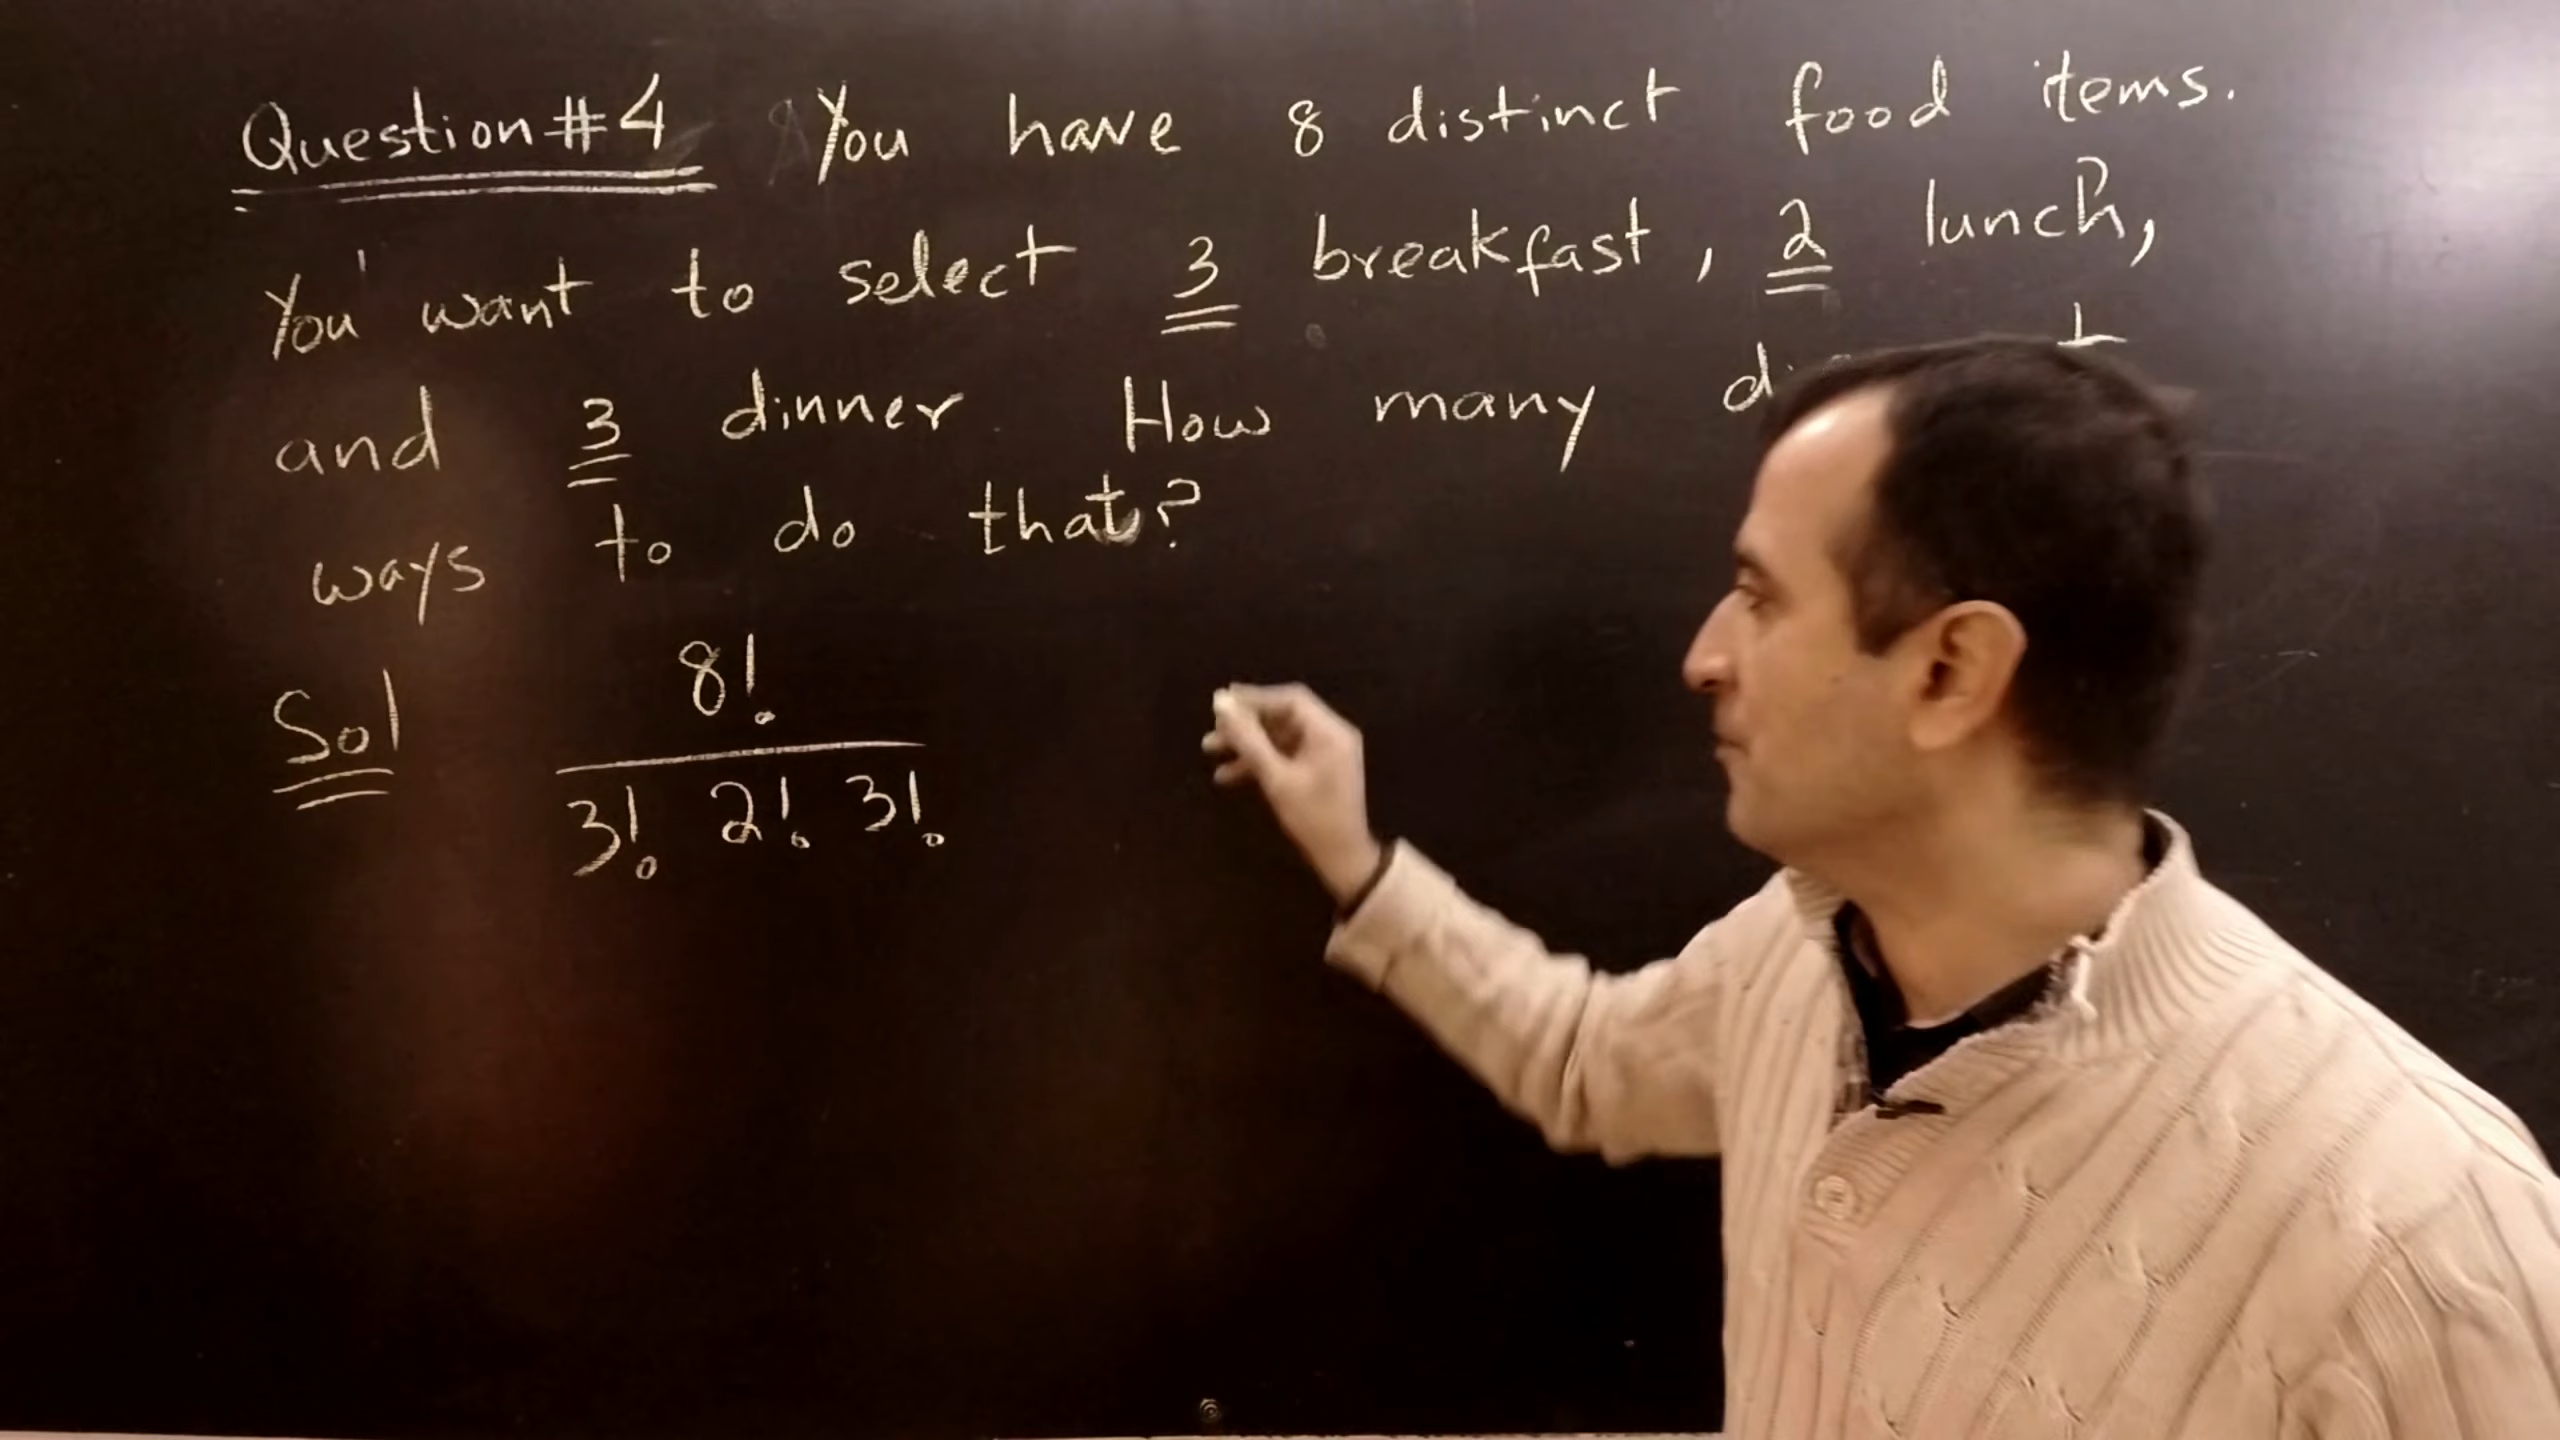 Question #4 You have 8 distinct food items.
You want to select 3 breakfast, 2 lunch,
and 3 dinner. How many
ways to do that?
Sol 8!
3! 2! 3!